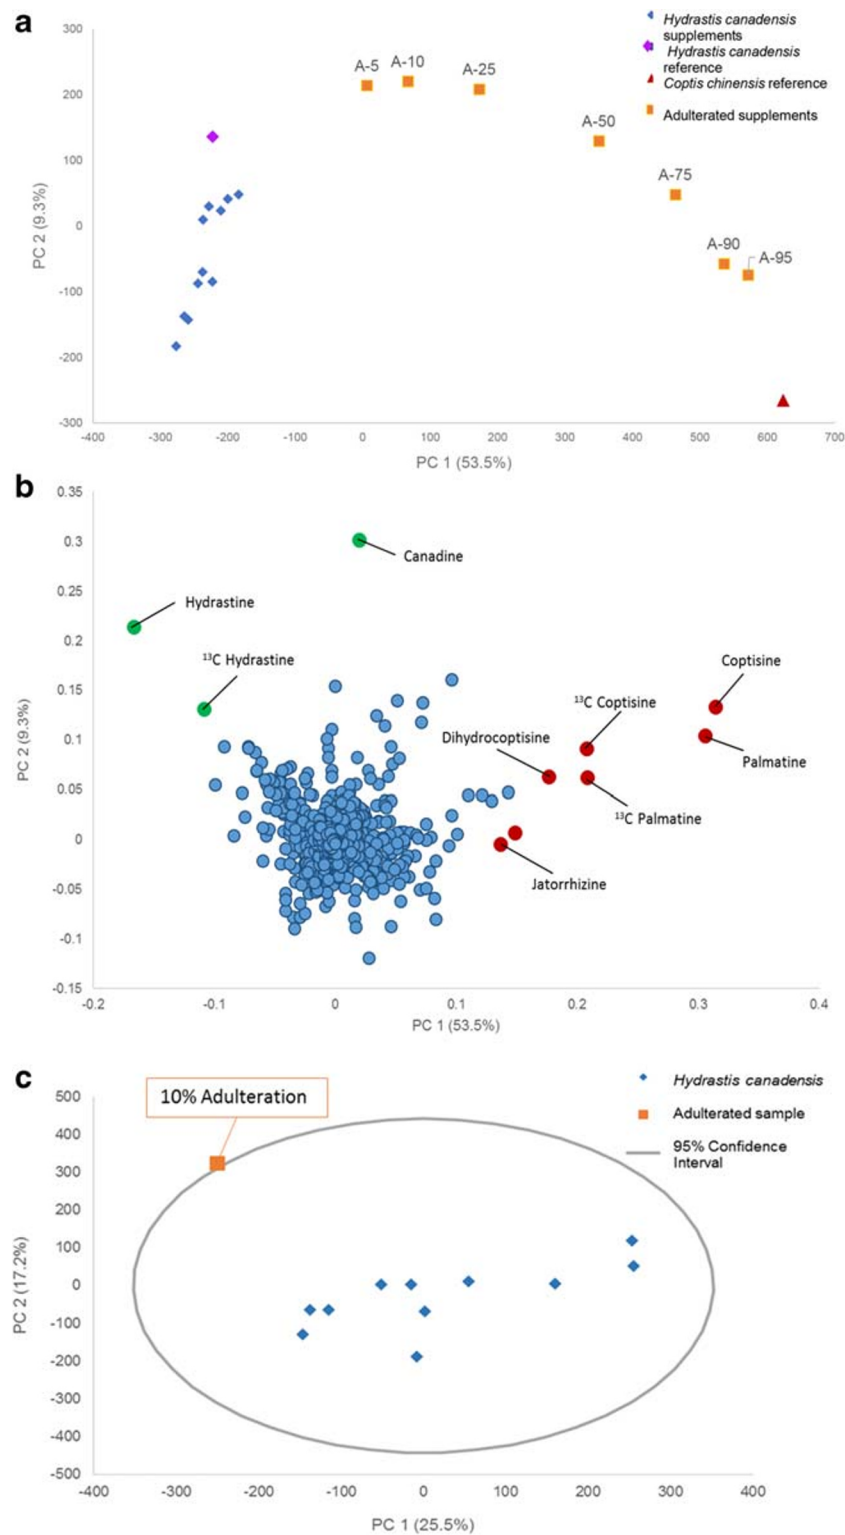 a
Hydrastis canadensis
supplements
Hydrastis canadensis
reference
Coptis chinensis reference
Adulterated supplements
300
200
100
0
-100
-200
-300
PC 2 (9.3%)
A-5
A-10
A-25
A-50
A-75
A-90
A-95
-400 -300 -200 -100 0 100 200 300 400 500 600 700
PC 1 (53.5%)
b
0.35
0.3
0.25
0.2
0.15
0.1
0.05
0
-0.05
-0.1
-0.15
PC 2 (9.3%)
Canadine
Hydrastine
¹³C Hydrastine
Coptisine
¹³C Coptisine
Dihydrocoptisine
Palmatine
¹³C Palmatine
Jatorrhizine
-0.2 -0.1 0 0.1 0.2 0.3 0.4
PC 1 (53.5%)
c
10% Adulteration
Hydrastis canadensis
Adulterated sample
95% Confidence
Interval
500
400
300
200
100
0
-100
-200
-300
-400
-500
PC 2 (17.2%)
-400 -300 -200 -100 0 100 200 300 400
PC 1 (25.5%)